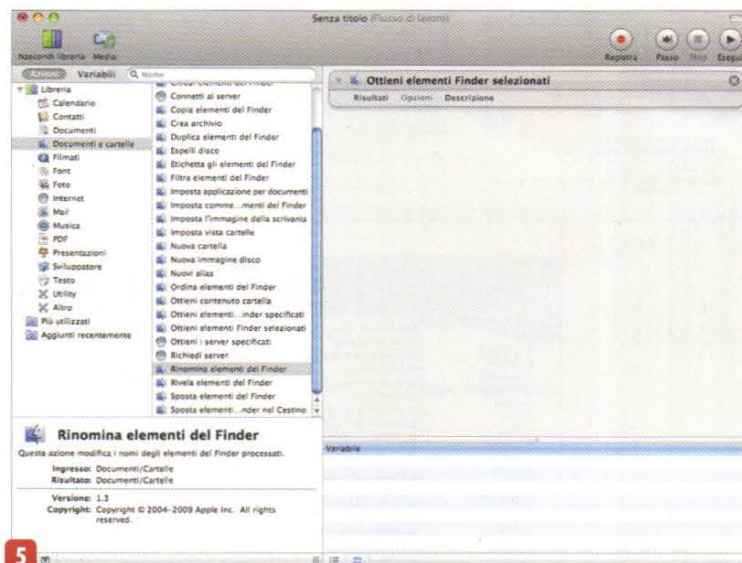 Senza titolo (Flusso di lavoro)
Nascondi libreria Media
Registra Passo Stop Esegui
Azioni Variabili Nome
Libreria
Calendario
Contatti
Documenti
Documenti e cartelle
Filmati
Font
Foto
Internet
Mail
Musica
PDF
Presentazioni
Sviluppatore
Testo
Utility
Altro
Più utilizzati
Aggiunti recentemente
Connetti ai server
Copia elementi del Finder
Crea archivio
Duplica elementi del Finder
Espelli disco
Etichetta gli elementi del Finder
Filtra elementi del Finder
Imposta applicazione per documenti
Imposta comme...menti del Finder
Imposta l'immagine della scrivania
Imposta vista cartelle
Nuova cartella
Nuova immagine disco
Nuovi alias
Ordina elementi del Finder
Ottieni contenuto cartella
Ottieni elementi...inder specificati
Ottieni elementi Finder selezionati
Ottieni i server specificati
Richiedi server
Rinomina elementi del Finder
Rivela elementi del Finder
Sposta elementi del Finder
Sposta elementi...nder nel Cestino
Ottieni elementi Finder selezionati
Risultati Opzioni Descrizione
Rinomina elementi del Finder
Questa azione modifica i nomi degli elementi del Finder processati.
Ingresso: Documenti/Cartelle
Risultato: Documenti/Cartelle
Versione: 1.3
Copyright: Copyright © 2004-2009 Apple Inc. All rights
reserved.
Variabile
5